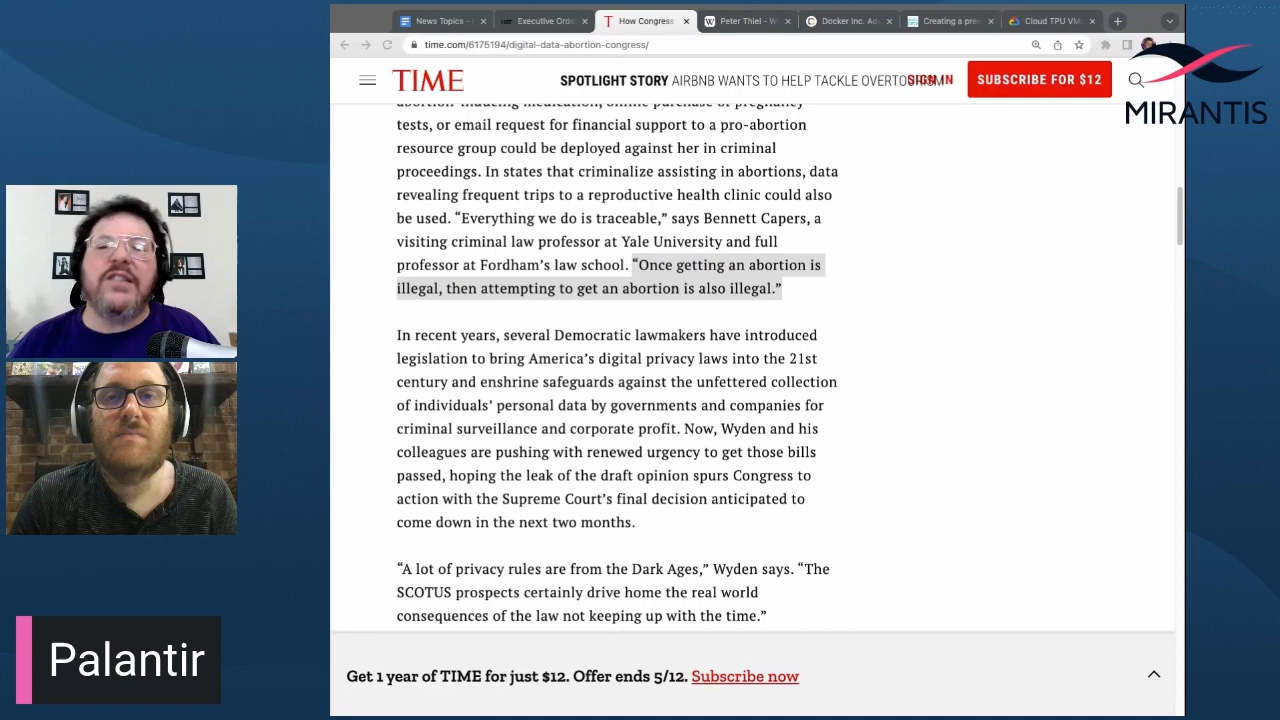 News Topics -
Executive Orde
How Congress
Peter Thiel - W
Docker Inc. Ad
Creating a pre
Cloud TPU VM
time.com/6175194/digital-data-abortion-congress/
TIME
SPOTLIGHT STORY AIRBNB WANTS TO HELP TACKLE OVERTOURISM
SIGN IN
SUBSCRIBE FOR $12
MIRANTIS
abortion-inducing medication, online purchase of pregnancy
tests, or email request for financial support to a pro-abortion
resource group could be deployed against her in criminal
proceedings. In states that criminalize assisting in abortions, data
revealing frequent trips to a reproductive health clinic could also
be used. “Everything we do is traceable,” says Bennett Capers, a
visiting criminal law professor at Yale University and full
professor at Fordham’s law school. “Once getting an abortion is
illegal, then attempting to get an abortion is also illegal.”
In recent years, several Democratic lawmakers have introduced
legislation to bring America’s digital privacy laws into the 21st
century and enshrine safeguards against the unfettered collection
of individuals’ personal data by governments and companies for
criminal surveillance and corporate profit. Now, Wyden and his
colleagues are pushing with renewed urgency to get those bills
passed, hoping the leak of the draft opinion spurs Congress to
action with the Supreme Court’s final decision anticipated to
come down in the next two months.
“A lot of privacy rules are from the Dark Ages,” Wyden says. “The
SCOTUS prospects certainly drive home the real world
consequences of the law not keeping up with the time.”
Get 1 year of TIME for just $12. Offer ends 5/12. Subscribe now
Palantir